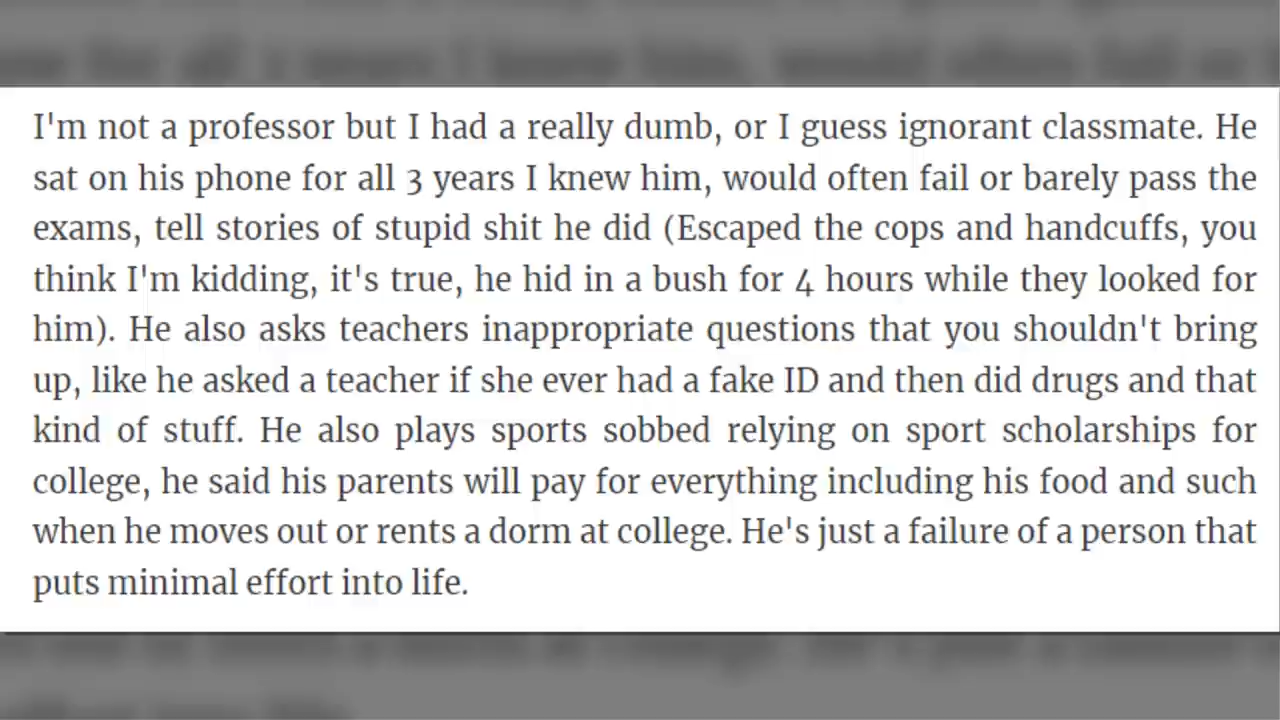 I'm not a professor but I had a really dumb, or I guess ignorant classmate. He
sat on his phone for all 3 years I knew him, would often fail or barely pass the
exams, tell stories of stupid shit he did (Escaped the cops and handcuffs, you
think I'm kidding, it's true, he hid in a bush for 4 hours while they looked for
him). He also asks teachers inappropriate questions that you shouldn't bring
up, like he asked a teacher if she ever had a fake ID and then did drugs and that
kind of stuff. He also plays sports sobbed relying on sport scholarships for
college, he said his parents will pay for everything including his food and such
when he moves out or rents a dorm at college. He's just a failure of a person that
puts minimal effort into life.